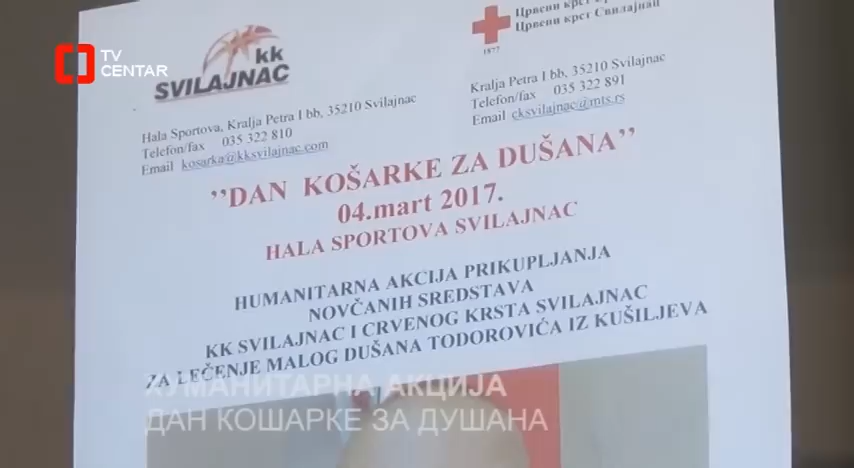 TV
CENTAR
kk
SVILAJNAC
Hala Sportova, Kralja Petra I bb, 35210 Svilajnac
Telefon/fax 035 322 810
Email kosarka@kksvilajnac.com
1877
Црвени крст
Црвени крст Свилајнац
Kralja Petra I bb, 35210 Svilajnac
Telefon/fax 035 322 891
Email cksvilajnac@mts.rs
’’DAN KOŠARKE ZA DUŠANA’’
04.mart 2017.
HALA SPORTOVA SVILAJNAC
HUMANITARNA AKCIJA PRIKUPLJANJA
NOVČANIH SREDSTAVA
KK SVILAJNAC I CRVENOG KRSTA SVILAJNAC
ZA LEČENJE MALOG DUŠANA TODOROVIĆA IZ KUŠILJEVA
ХУМАНИТАРНА АКЦИЈА
ДАН КОШАРКЕ ЗА ДУШАНА